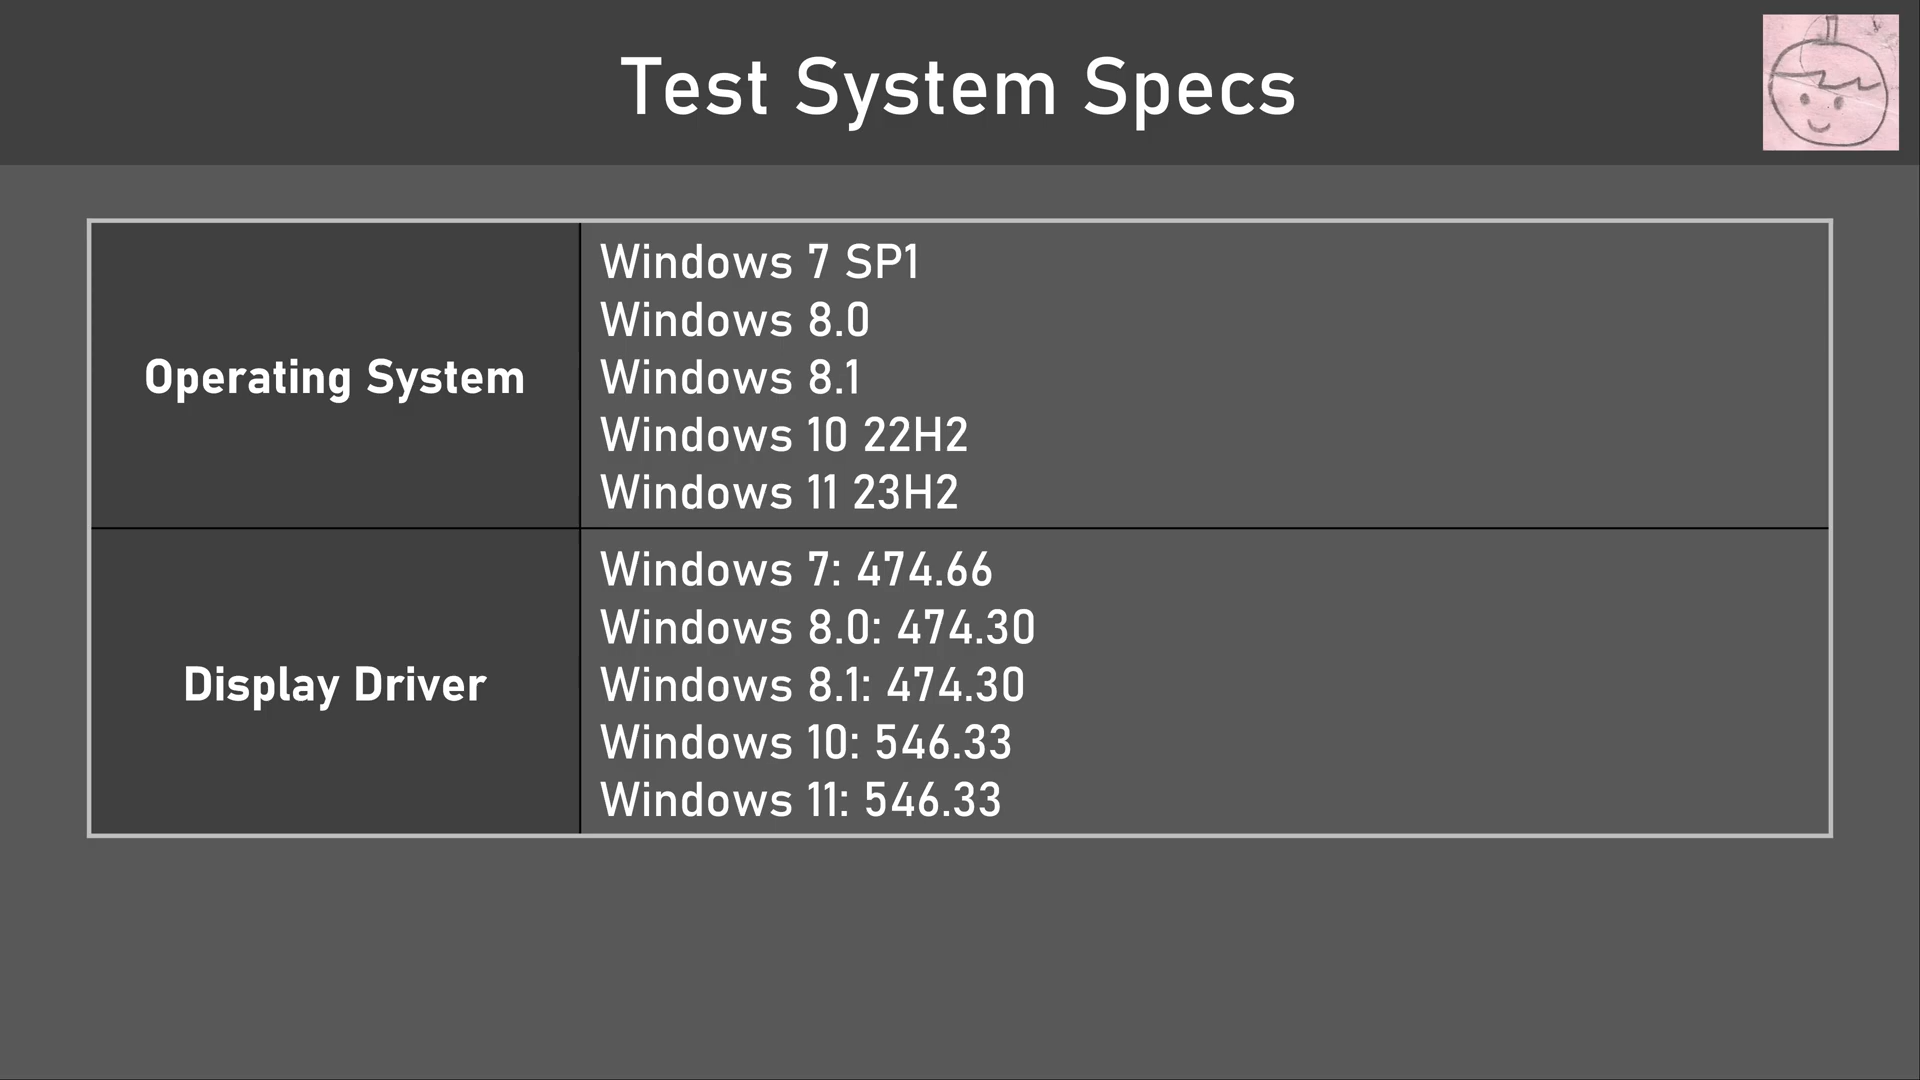 Test System Specs
Operating System
Windows 7 SP1
Windows 8.0
Windows 8.1
Windows 10 22H2
Windows 11 23H2
Display Driver
Windows 7: 474.66
Windows 8.0: 474.30
Windows 8.1: 474.30
Windows 10: 546.33
Windows 11: 546.33